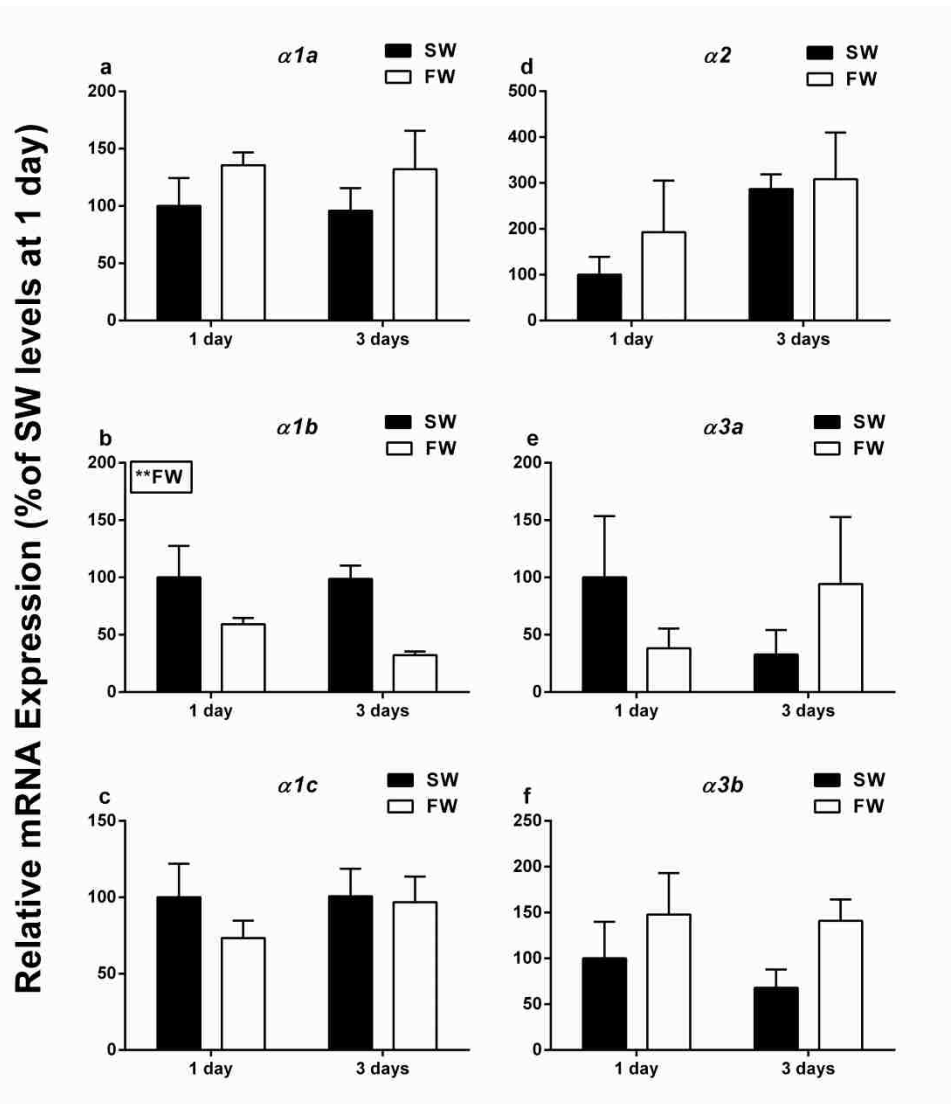 Relative mRNA Expression (%of SW levels at 1 day)
a
α1a
SW
FW
200
150
100
50
0
1 day
3 days
d
α2
SW
FW
500
400
300
200
100
0
1 day
3 days
b
α1b
SW
FW
**FW
200
150
100
50
0
1 day
3 days
e
α3a
SW
FW
200
150
100
50
0
1 day
3 days
c
α1c
SW
FW
150
100
50
0
1 day
3 days
f
α3b
SW
FW
250
200
150
100
50
0
1 day
3 days